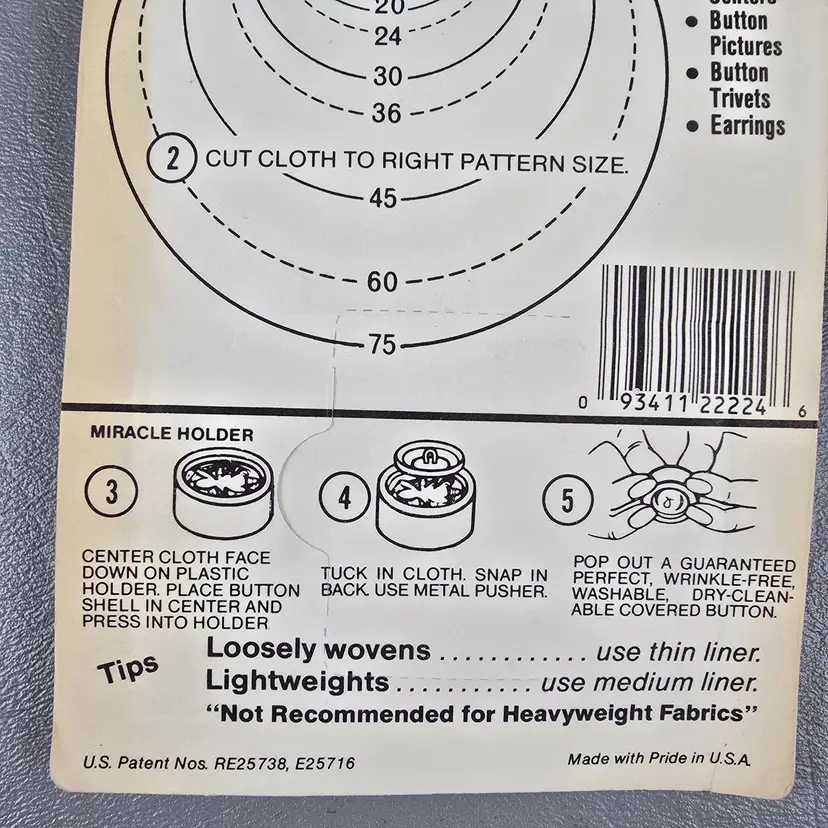 20
24
30
36
• Button
Pictures
• Button
Trivets
• Earrings
2 CUT CLOTH TO RIGHT PATTERN SIZE.
45
60
75
0 93411 22224 6
MIRACLE HOLDER
3
CENTER CLOTH FACE
DOWN ON PLASTIC
HOLDER. PLACE BUTTON
SHELL IN CENTER AND
PRESS INTO HOLDER
4
TUCK IN CLOTH. SNAP IN
BACK. USE METAL PUSHER.
5
POP OUT A GUARANTEED
PERFECT, WRINKLE-FREE,
WASHABLE, DRY-CLEAN-
ABLE COVERED BUTTON.
Tips
Loosely wovens ............ use thin liner.
Lightweights ........... use medium liner.
“Not Recommended for Heavyweight Fabrics”
U.S. Patent Nos. RE25738, E25716
Made with Pride in U.S.A.